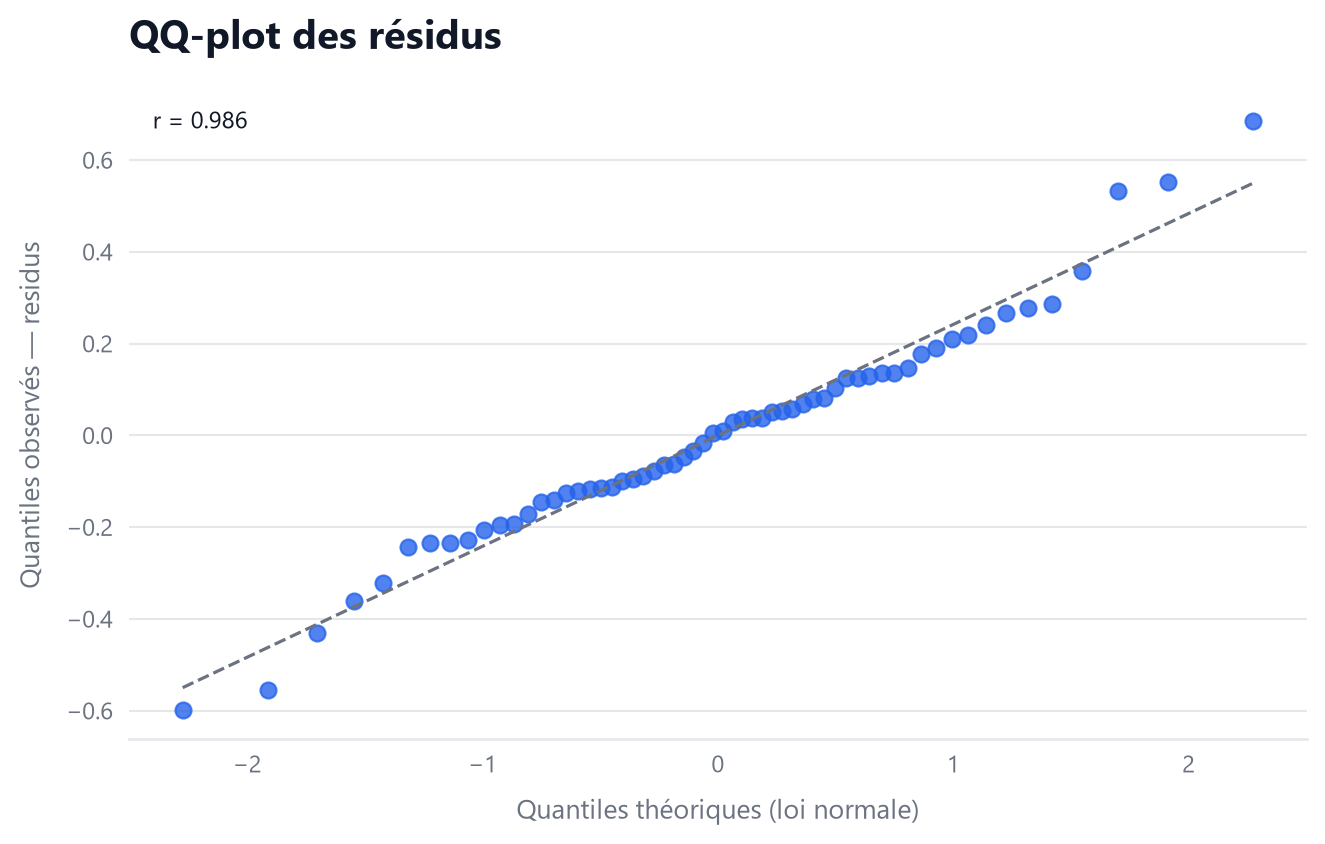 QQ-plot des résidus
r = 0.986
0.6
0.4
0.2
0.0
−0.2
−0.4
−0.6
Quantiles observés — residus
−2 −1 0 1 2
Quantiles théoriques (loi normale)